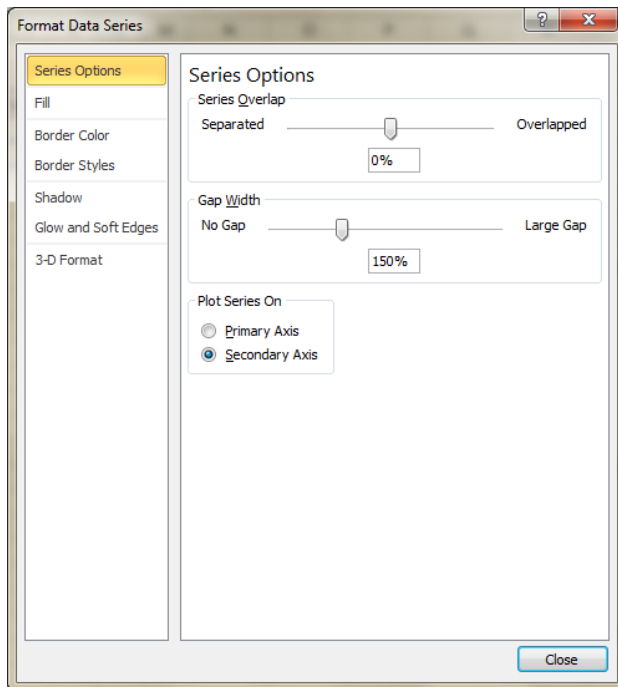 Format Data Series
?
X
Series Options
Fill
Border Color
Border Styles
Shadow
Glow and Soft Edges
3-D Format
Series Options
Series Overlap
Separated Overlapped
0%
Gap Width
No Gap Large Gap
150%
Plot Series On
Primary Axis
Secondary Axis
Close